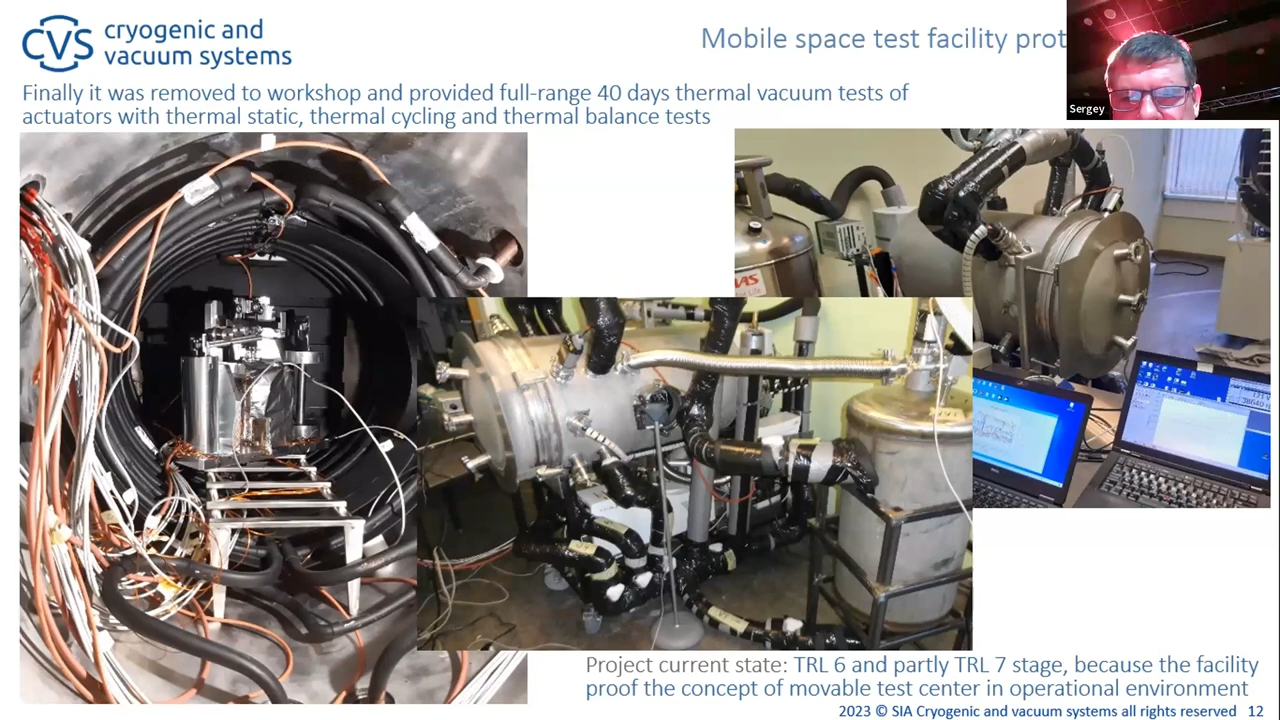 CVS cryogenic and
vacuum systems
Mobile space test facility prot
Sergey
Finally it was removed to workshop and provided full-range 40 days thermal vacuum tests of
actuators with thermal static, thermo cycling and thermal balance tests
Project current state: TRL 6 and partly TRL 7 stage, because the facility
proof the concept of movable test center in operational environment
2023 © SIA Cryogenic and vacuum systems all rights reserved 12